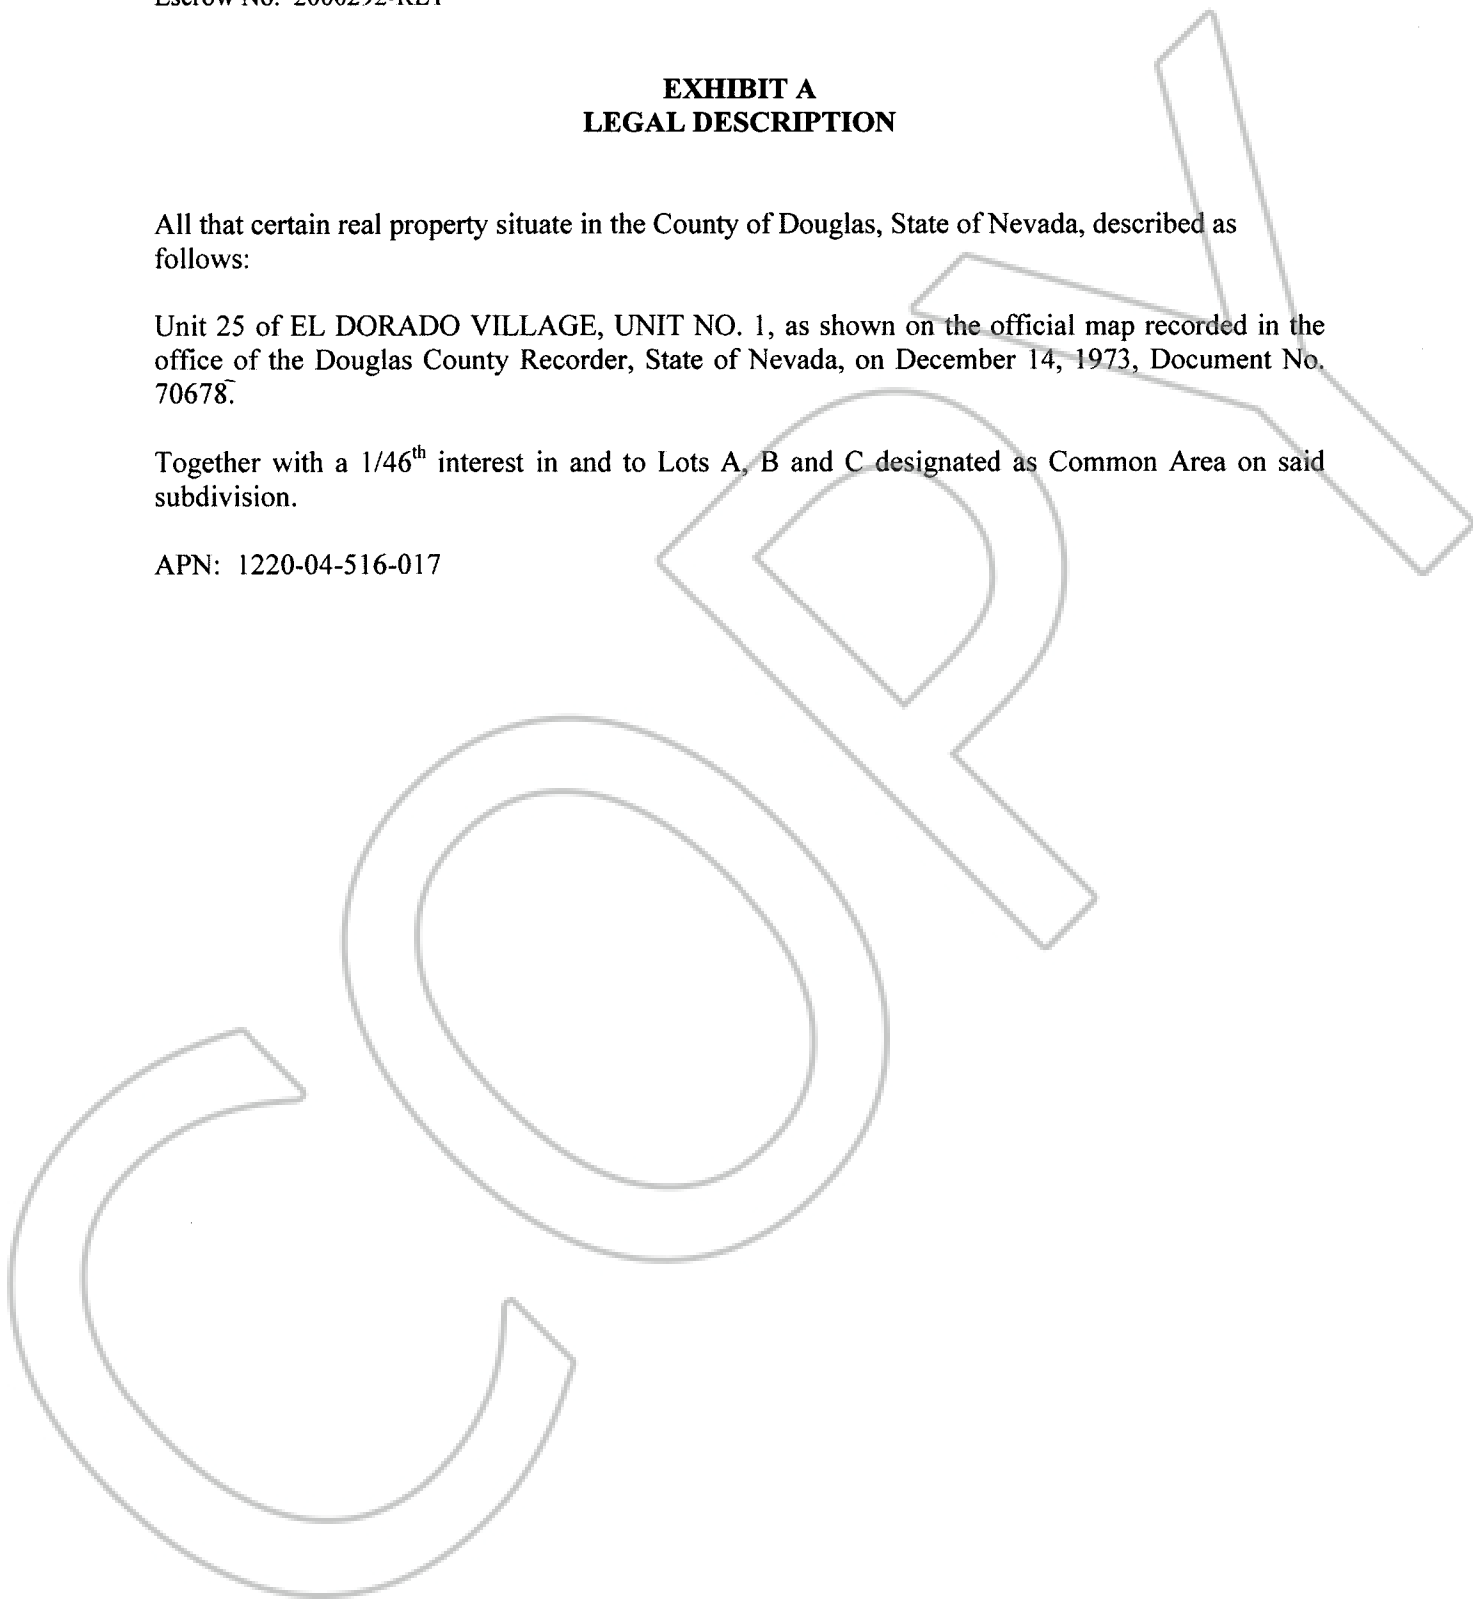 Escrow No. 2000292-RLT
EXHIBIT A
LEGAL DESCRIPTION
All that certain real property situate in the County of Douglas, State of Nevada, described as
follows:
Unit 25 of EL DORADO VILLAGE, UNIT NO. 1, as shown on the official map recorded in the
office of the Douglas County Recorder, State of Nevada, on December 14, 1973, Document No.
70678.
Together with a 1/46th interest in and to Lots A, B and C designated as Common Area on said
subdivision.
APN: 1220-04-516-017
COPY